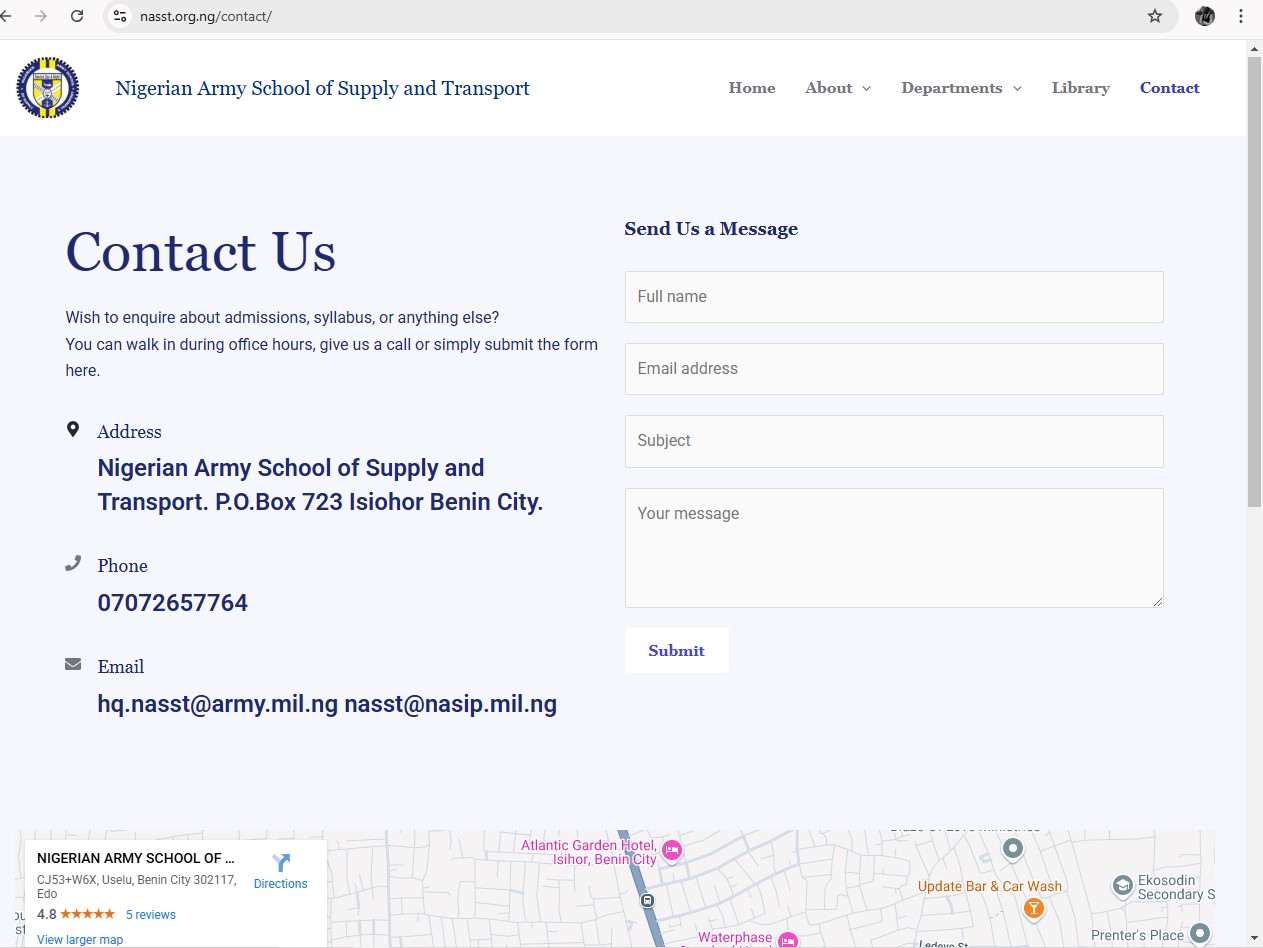 nasst.org.ng/contact/
Nigerian Army School of Supply and Transport
Home
About
Departments
Library
Contact
Contact Us
Wish to enquire about admissions, syllabus, or anything else?
You can walk in during office hours, give us a call or simply submit the form
here.
Address
Nigerian Army School of Supply and
Transport. P.O.Box 723 Isiohor Benin City.
Phone
07072657764
Email
hq.nasst@army.mil.ng nasst@nasip.mil.ng
Send Us a Message
Full name
Email address
Subject
Your message
Submit
NIGERIAN ARMY SCHOOL OF ...
CJ53+W6X, Uselu, Benin City 302117,
Edo
4.8
5 reviews
View larger map
Directions
Atlantic Garden Hotel,
Isihor, Benin City
Waterphase
Update Bar & Car Wash
Ekosodin
Secondary S
Prenter's Place